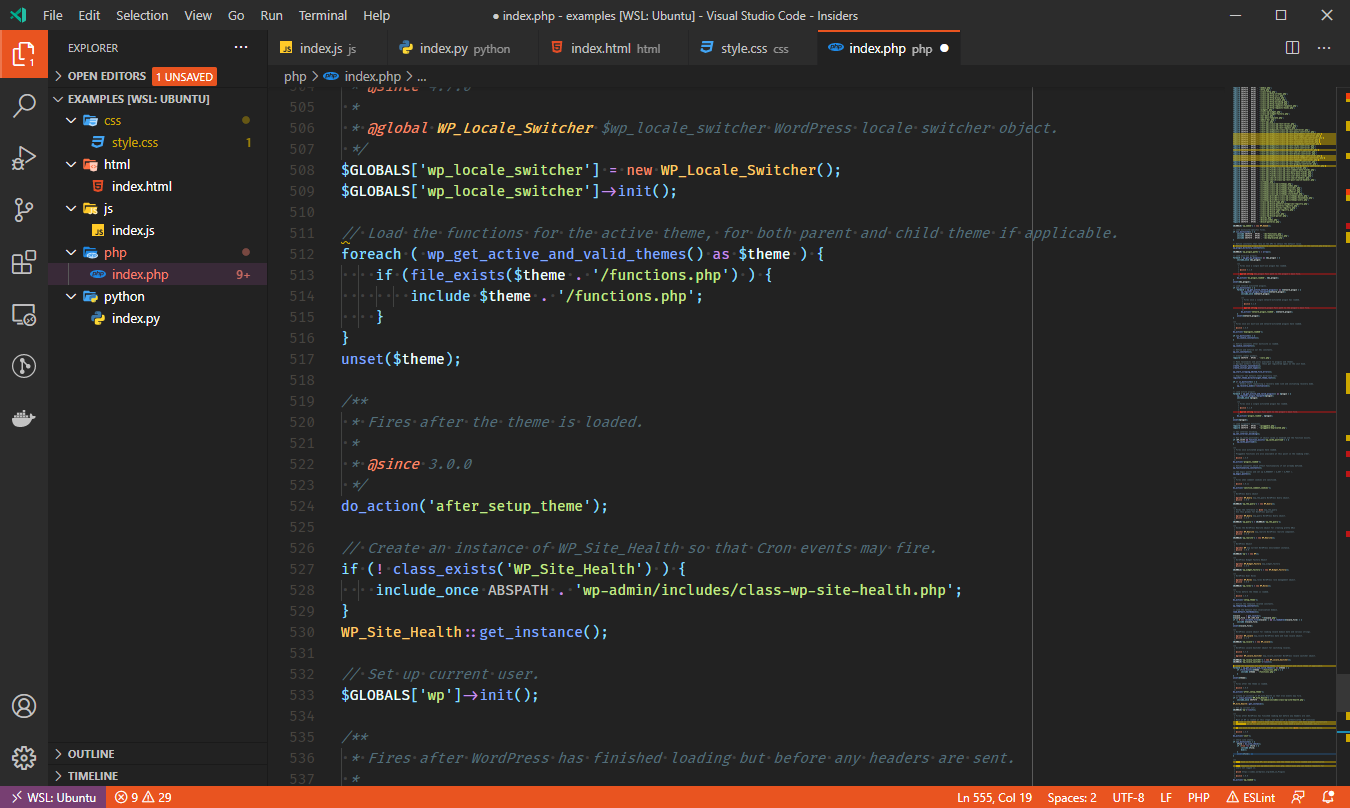 File Edit Selection View Go Run Terminal Help
● index.php - examples [WSL: Ubuntu] - Visual Studio Code - Insiders
1
EXPLORER
OPEN EDITORS 1 UNSAVED
EXAMPLES [WSL: UBUNTU]
css
style.css 1
html
index.html
js
index.js
php
index.php 9+
python
index.py
OUTLINE
TIMELINE
index.js js
index.py python
index.html html
style.css css
index.php php ●
php > index.php > ...
504 * @since 4.7.0
505 *
506 * @global WP_Locale_Switcher $wp_locale_switcher WordPress locale switcher object.
507 */
508 $GLOBALS['wp_locale_switcher'] = new WP_Locale_Switcher();
509 $GLOBALS['wp_locale_switcher']->init();
510
511 // Load the functions for the active theme, for both parent and child theme if applicable.
512 foreach ( wp_get_active_and_valid_themes() as $theme ) {
513 if (file_exists($theme . '/functions.php') ) {
514 include $theme . '/functions.php';
515 }
516 }
517 unset($theme);
518
519 /**
520 * Fires after the theme is loaded.
521 *
522 * @since 3.0.0
523 */
524 do_action('after_setup_theme');
525
526 // Create an instance of WP_Site_Health so that Cron events may fire.
527 if (! class_exists('WP_Site_Health') ) {
528 include_once ABSPATH . 'wp-admin/includes/class-wp-site-health.php';
529 }
530 WP_Site_Health::get_instance();
531
532 // Set up current user.
533 $GLOBALS['wp']->init();
534
535 /**
536 * Fires after WordPress has finished loading but before any headers are sent.
537 *
WSL: Ubuntu 9 29 Ln 555, Col 19 Spaces: 2 UTF-8 LF PHP ESLint